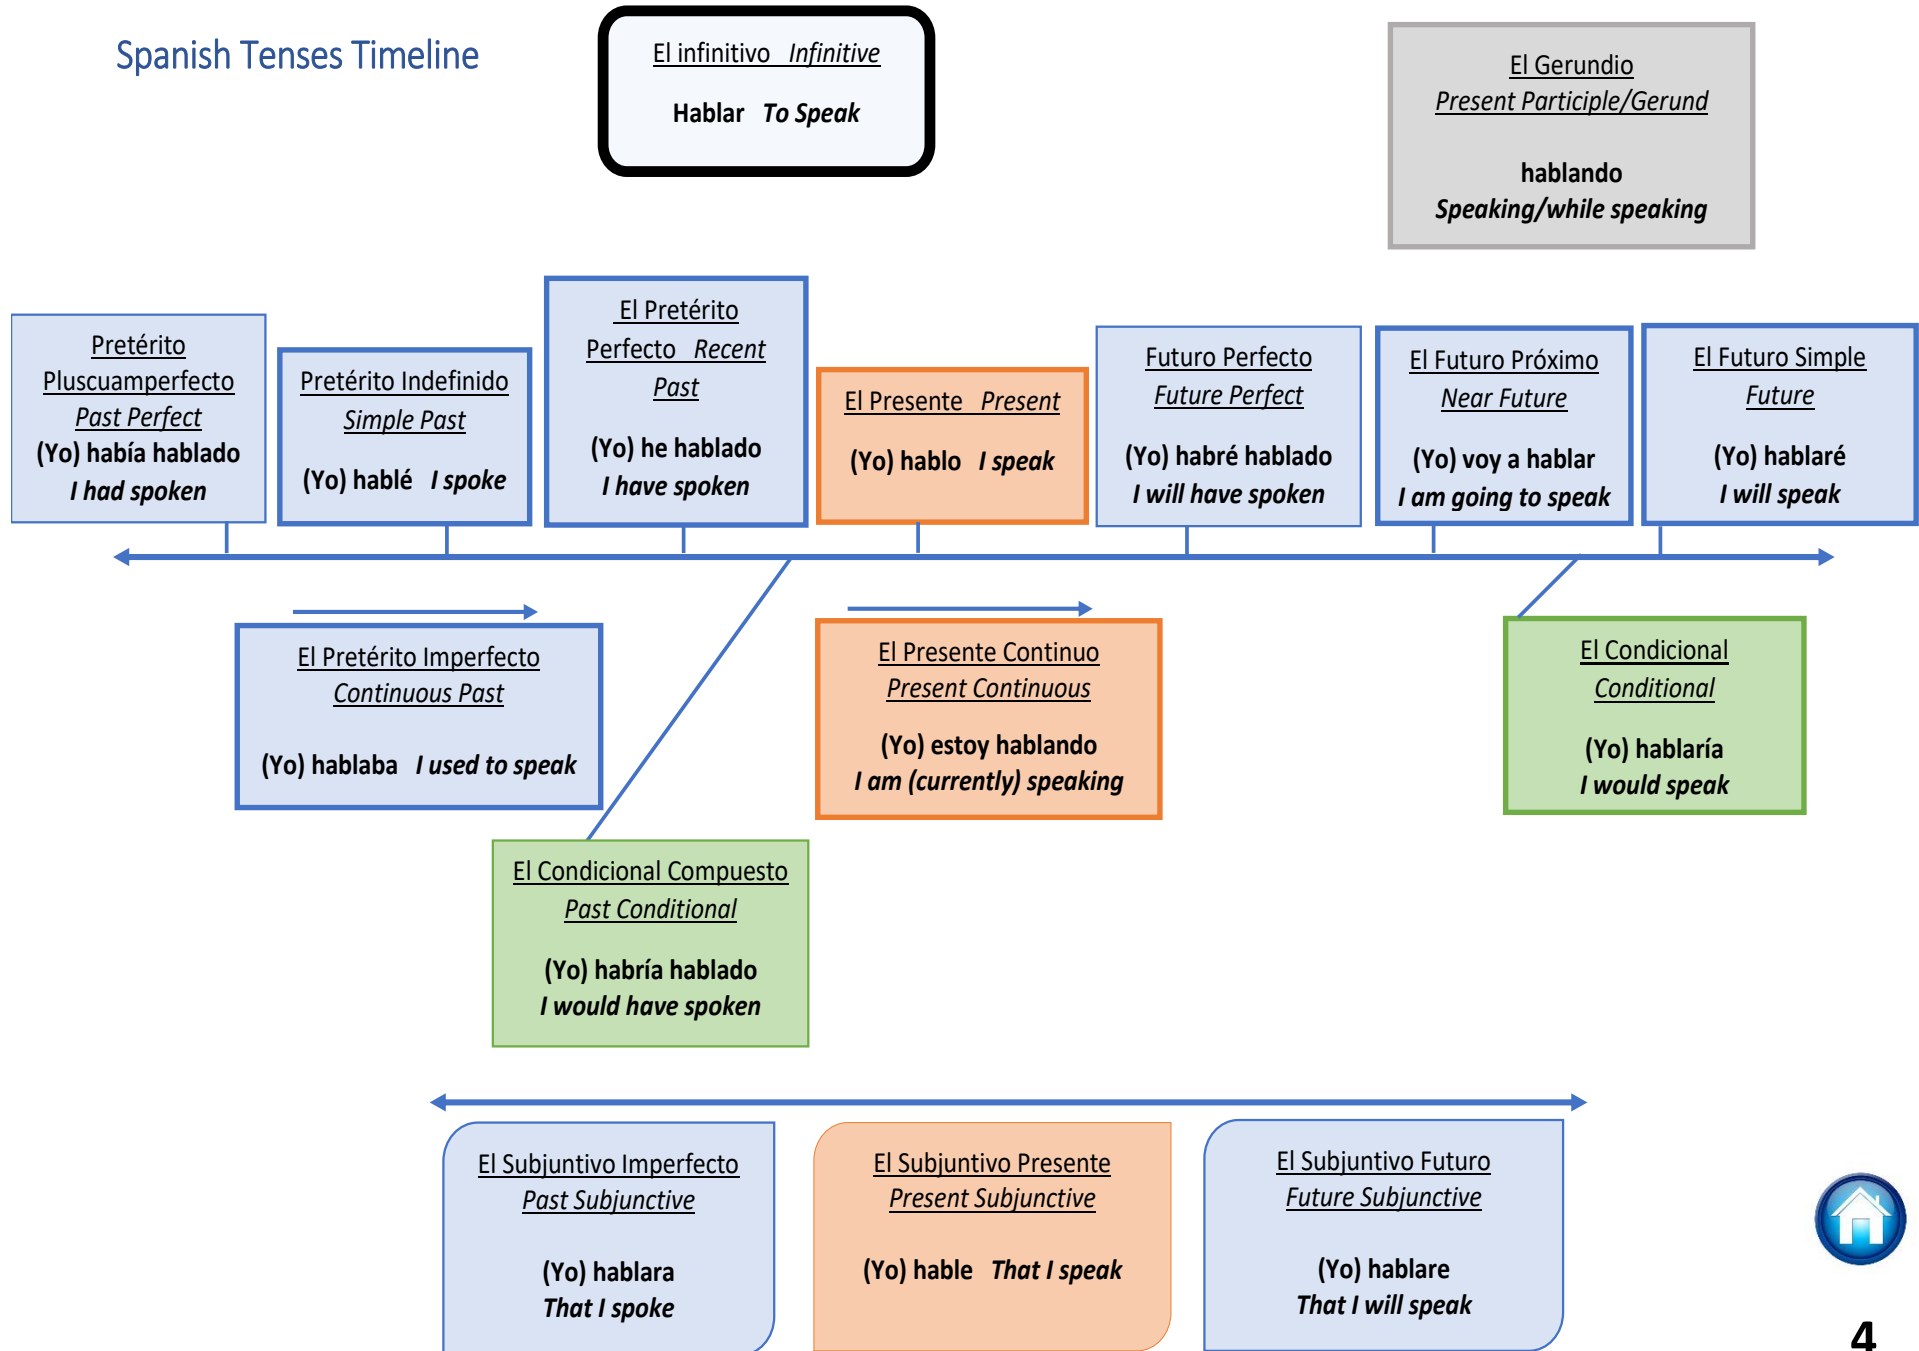 Spanish Tenses Timeline
El infinitivo   Infinitive
Hablar   To Speak
El Gerundio
Present Participle/Gerund
hablando
Speaking/while speaking
Pretérito
Pluscuamperfecto
Past Perfect
(Yo) había hablado
I had spoken
Pretérito Indefinido
Simple Past
(Yo) hablé   I spoke
El Pretérito
Perfecto   Recent
Past
(Yo) he hablado
I have spoken
El Presente   Present
(Yo) hablo   I speak
Futuro Perfecto
Future Perfect
(Yo) habré hablado
I will have spoken
El Futuro Próximo
Near Future
(Yo) voy a hablar
I am going to speak
El Futuro Simple
Future
(Yo) hablaré
I will speak
El Pretérito Imperfecto
Continuous Past
(Yo) hablaba   I used to speak
El Presente Continuo
Present Continuous
(Yo) estoy hablando
I am (currently) speaking
El Condicional
Conditional
(Yo) hablaría
I would speak
El Condicional Compuesto
Past Conditional
(Yo) habría hablado
I would have spoken
El Subjuntivo Imperfecto
Past Subjunctive
(Yo) hablara
That I spoke
El Subjuntivo Presente
Present Subjunctive
(Yo) hable   That I speak
El Subjuntivo Futuro
Future Subjunctive
(Yo) hablare
That I will speak
4